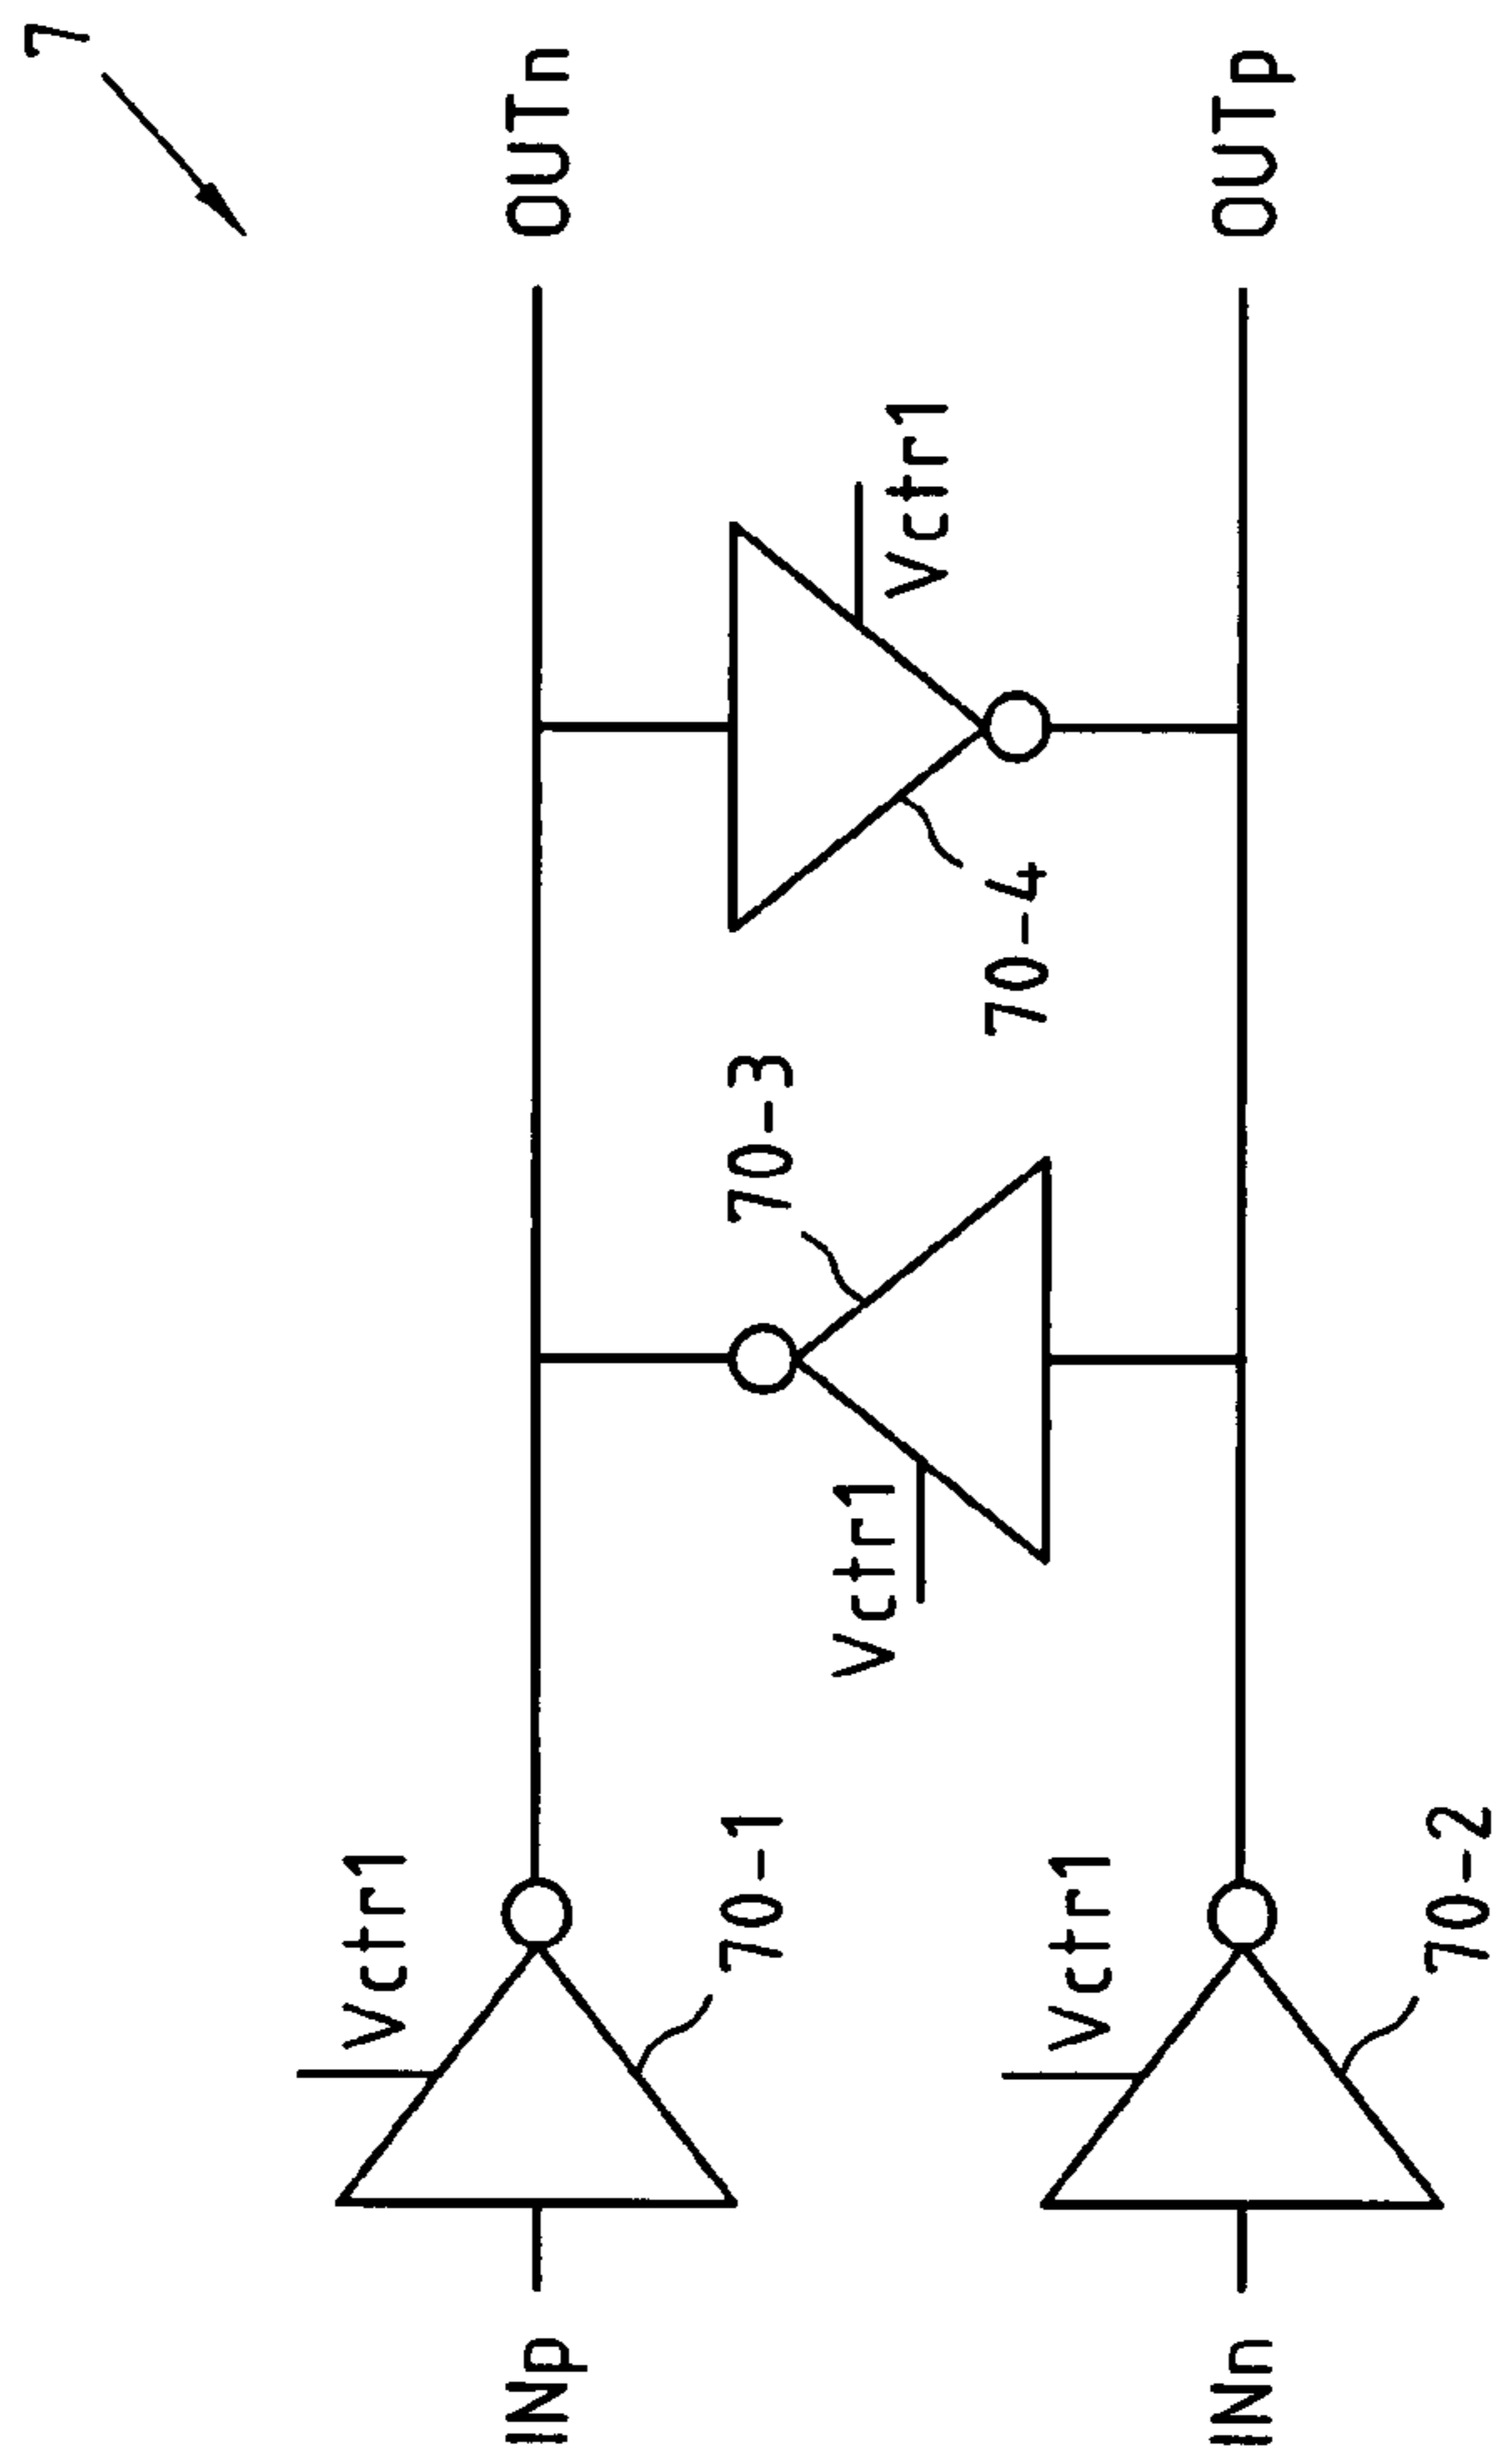 7
INp
Vctr1
70-1
OUTn
70-3
Vctr1
Vctr1
70-4
INn
Vctr1
70-2
OUTp